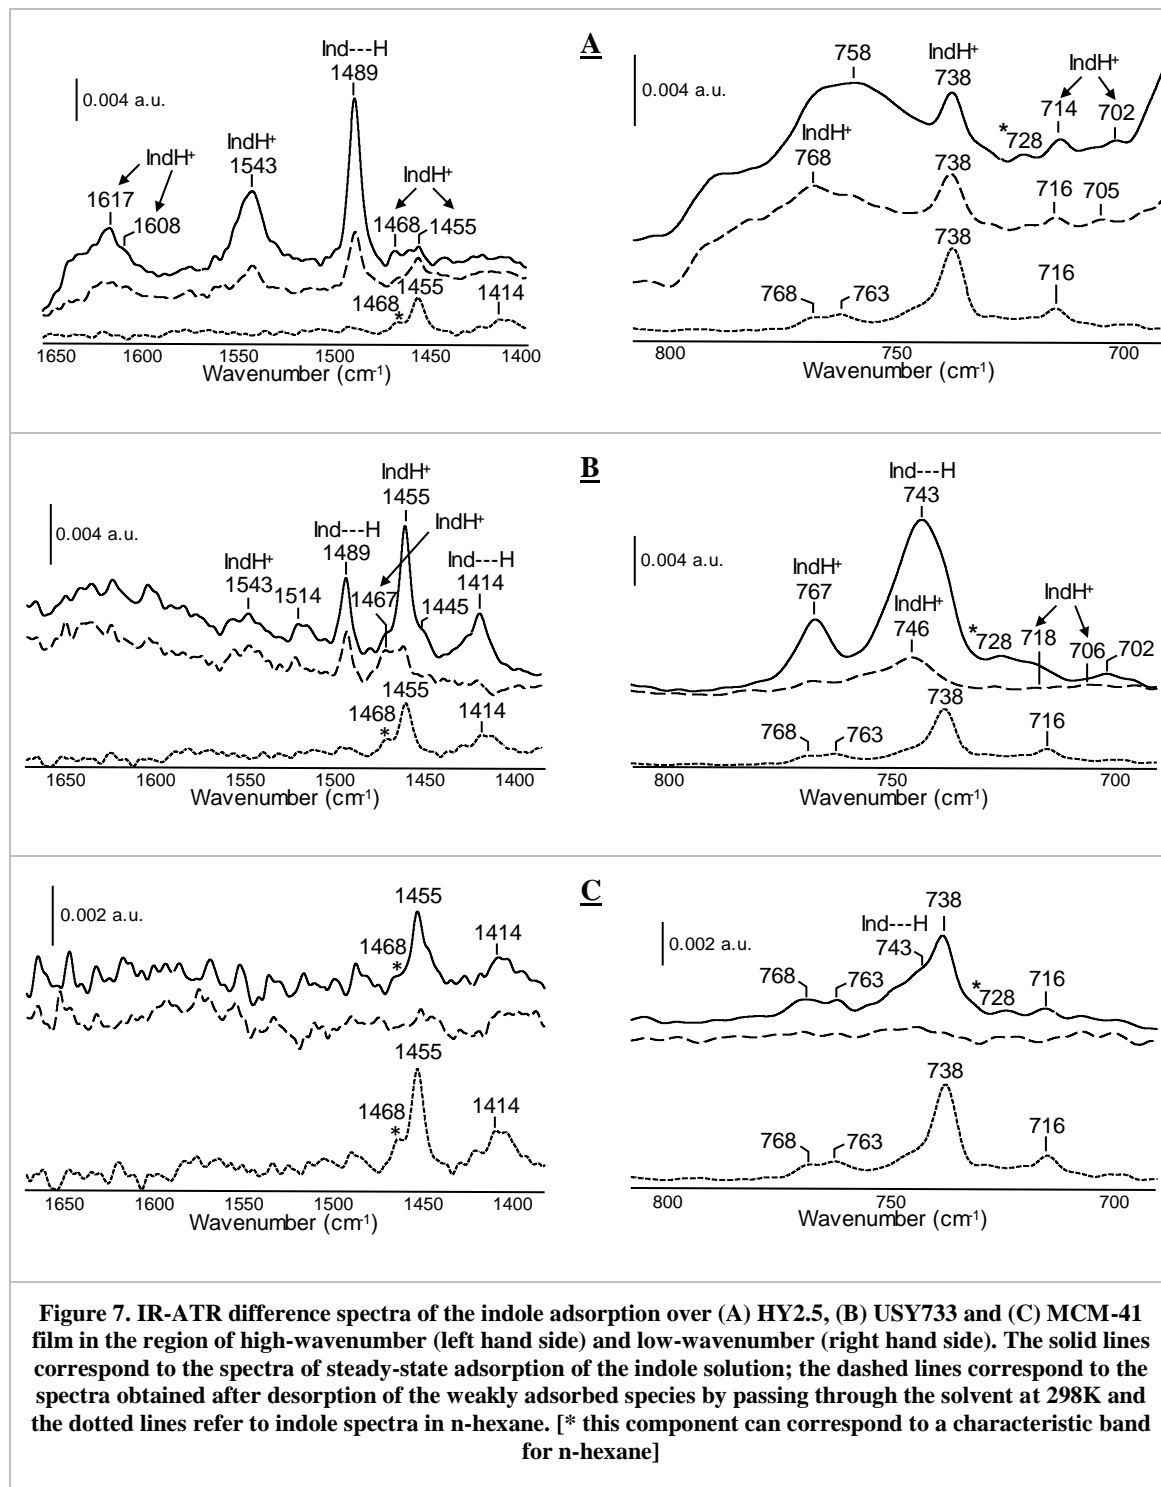 A
Ind---H
1489
0.004 a.u.
IndH+
1543
IndH+
1617
1608
IndH+
1468
1455
1468
*
1455
1414
1650 1600 1550 1500 1450 1400
Wavenumber (cm-1)
0.004 a.u.
758
IndH+
738
IndH+
714
702
*
728
IndH+
768
738
716
705
738
768
763
716
800 750 700
Wavenumber (cm-1)
B
IndH+
1455
0.004 a.u.
IndH+
Ind---H
1489
Ind---H
1414
IndH+
1543
1514
1467
1445
1455
1468
*
1414
1650 1600 1550 1500 1450 1400
Wavenumber (cm-1)
Ind---H
743
0.004 a.u.
IndH+
767
IndH+
746
IndH+
*
728
718
706
702
738
768
763
716
800 750 700
Wavenumber (cm-1)
C
0.002 a.u.
1455
1468
*
1414
1455
1468
*
1414
1650 1600 1550 1500 1450 1400
Wavenumber (cm-1)
738
0.002 a.u.
Ind---H
743
768
763
*
728
716
738
768
763
716
800 750 700
Wavenumber (cm-1)
Figure 7. IR-ATR difference spectra of the indole adsorption over (A) HY2.5, (B) USY733 and (C) MCM-41
film in the region of high-wavenumber (left hand side) and low-wavenumber (right hand side). The solid lines
correspond to the spectra of steady-state adsorption of the indole solution; the dashed lines correspond to the
spectra obtained after desorption of the weakly adsorbed species by passing through the solvent at 298K and
the dotted lines refer to indole spectra in n-hexane. [* this component can correspond to a characteristic band
for n-hexane]